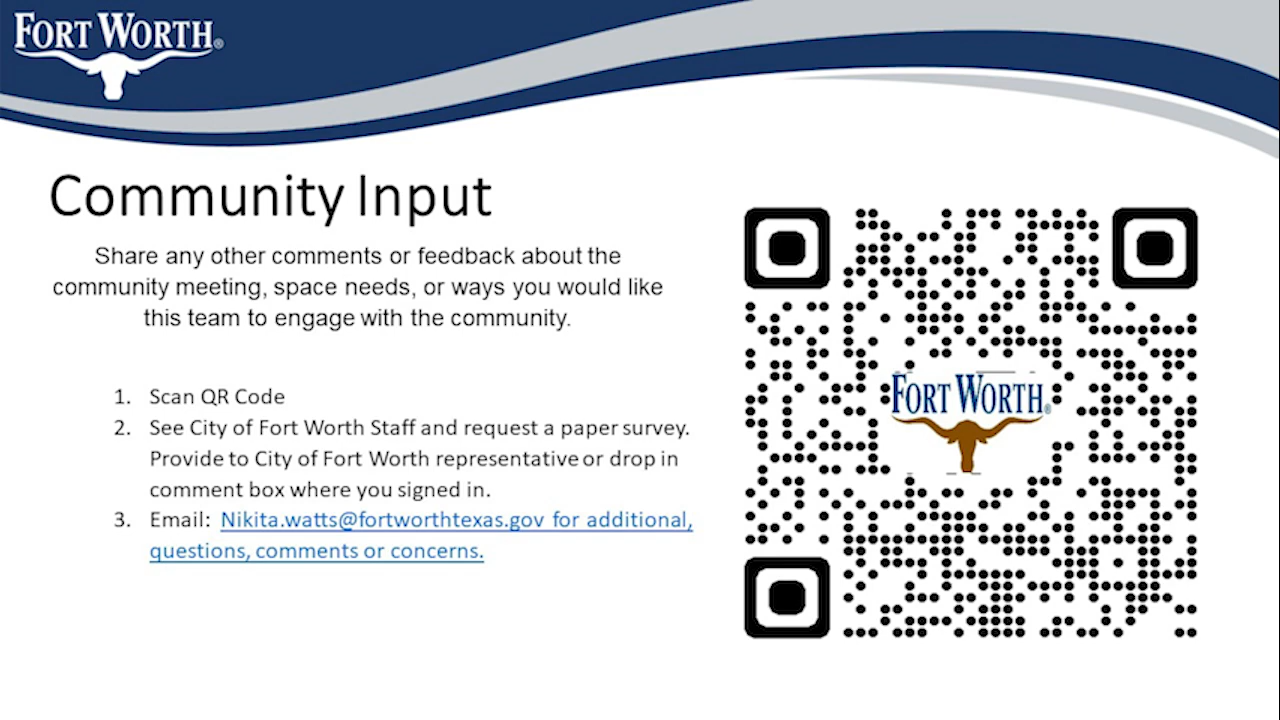 FORT WORTH®
Community Input
Share any other comments or feedback about the
community meeting, space needs, or ways you would like
this team to engage with the community.
1. Scan QR Code
2. See City of Fort Worth Staff and request a paper survey.
Provide to City of Fort Worth representative or drop in
comment box where you signed in.
3. Email: Nikita.watts@fortworthtexas.gov for additional,
questions, comments or concerns.
FORT WORTH®